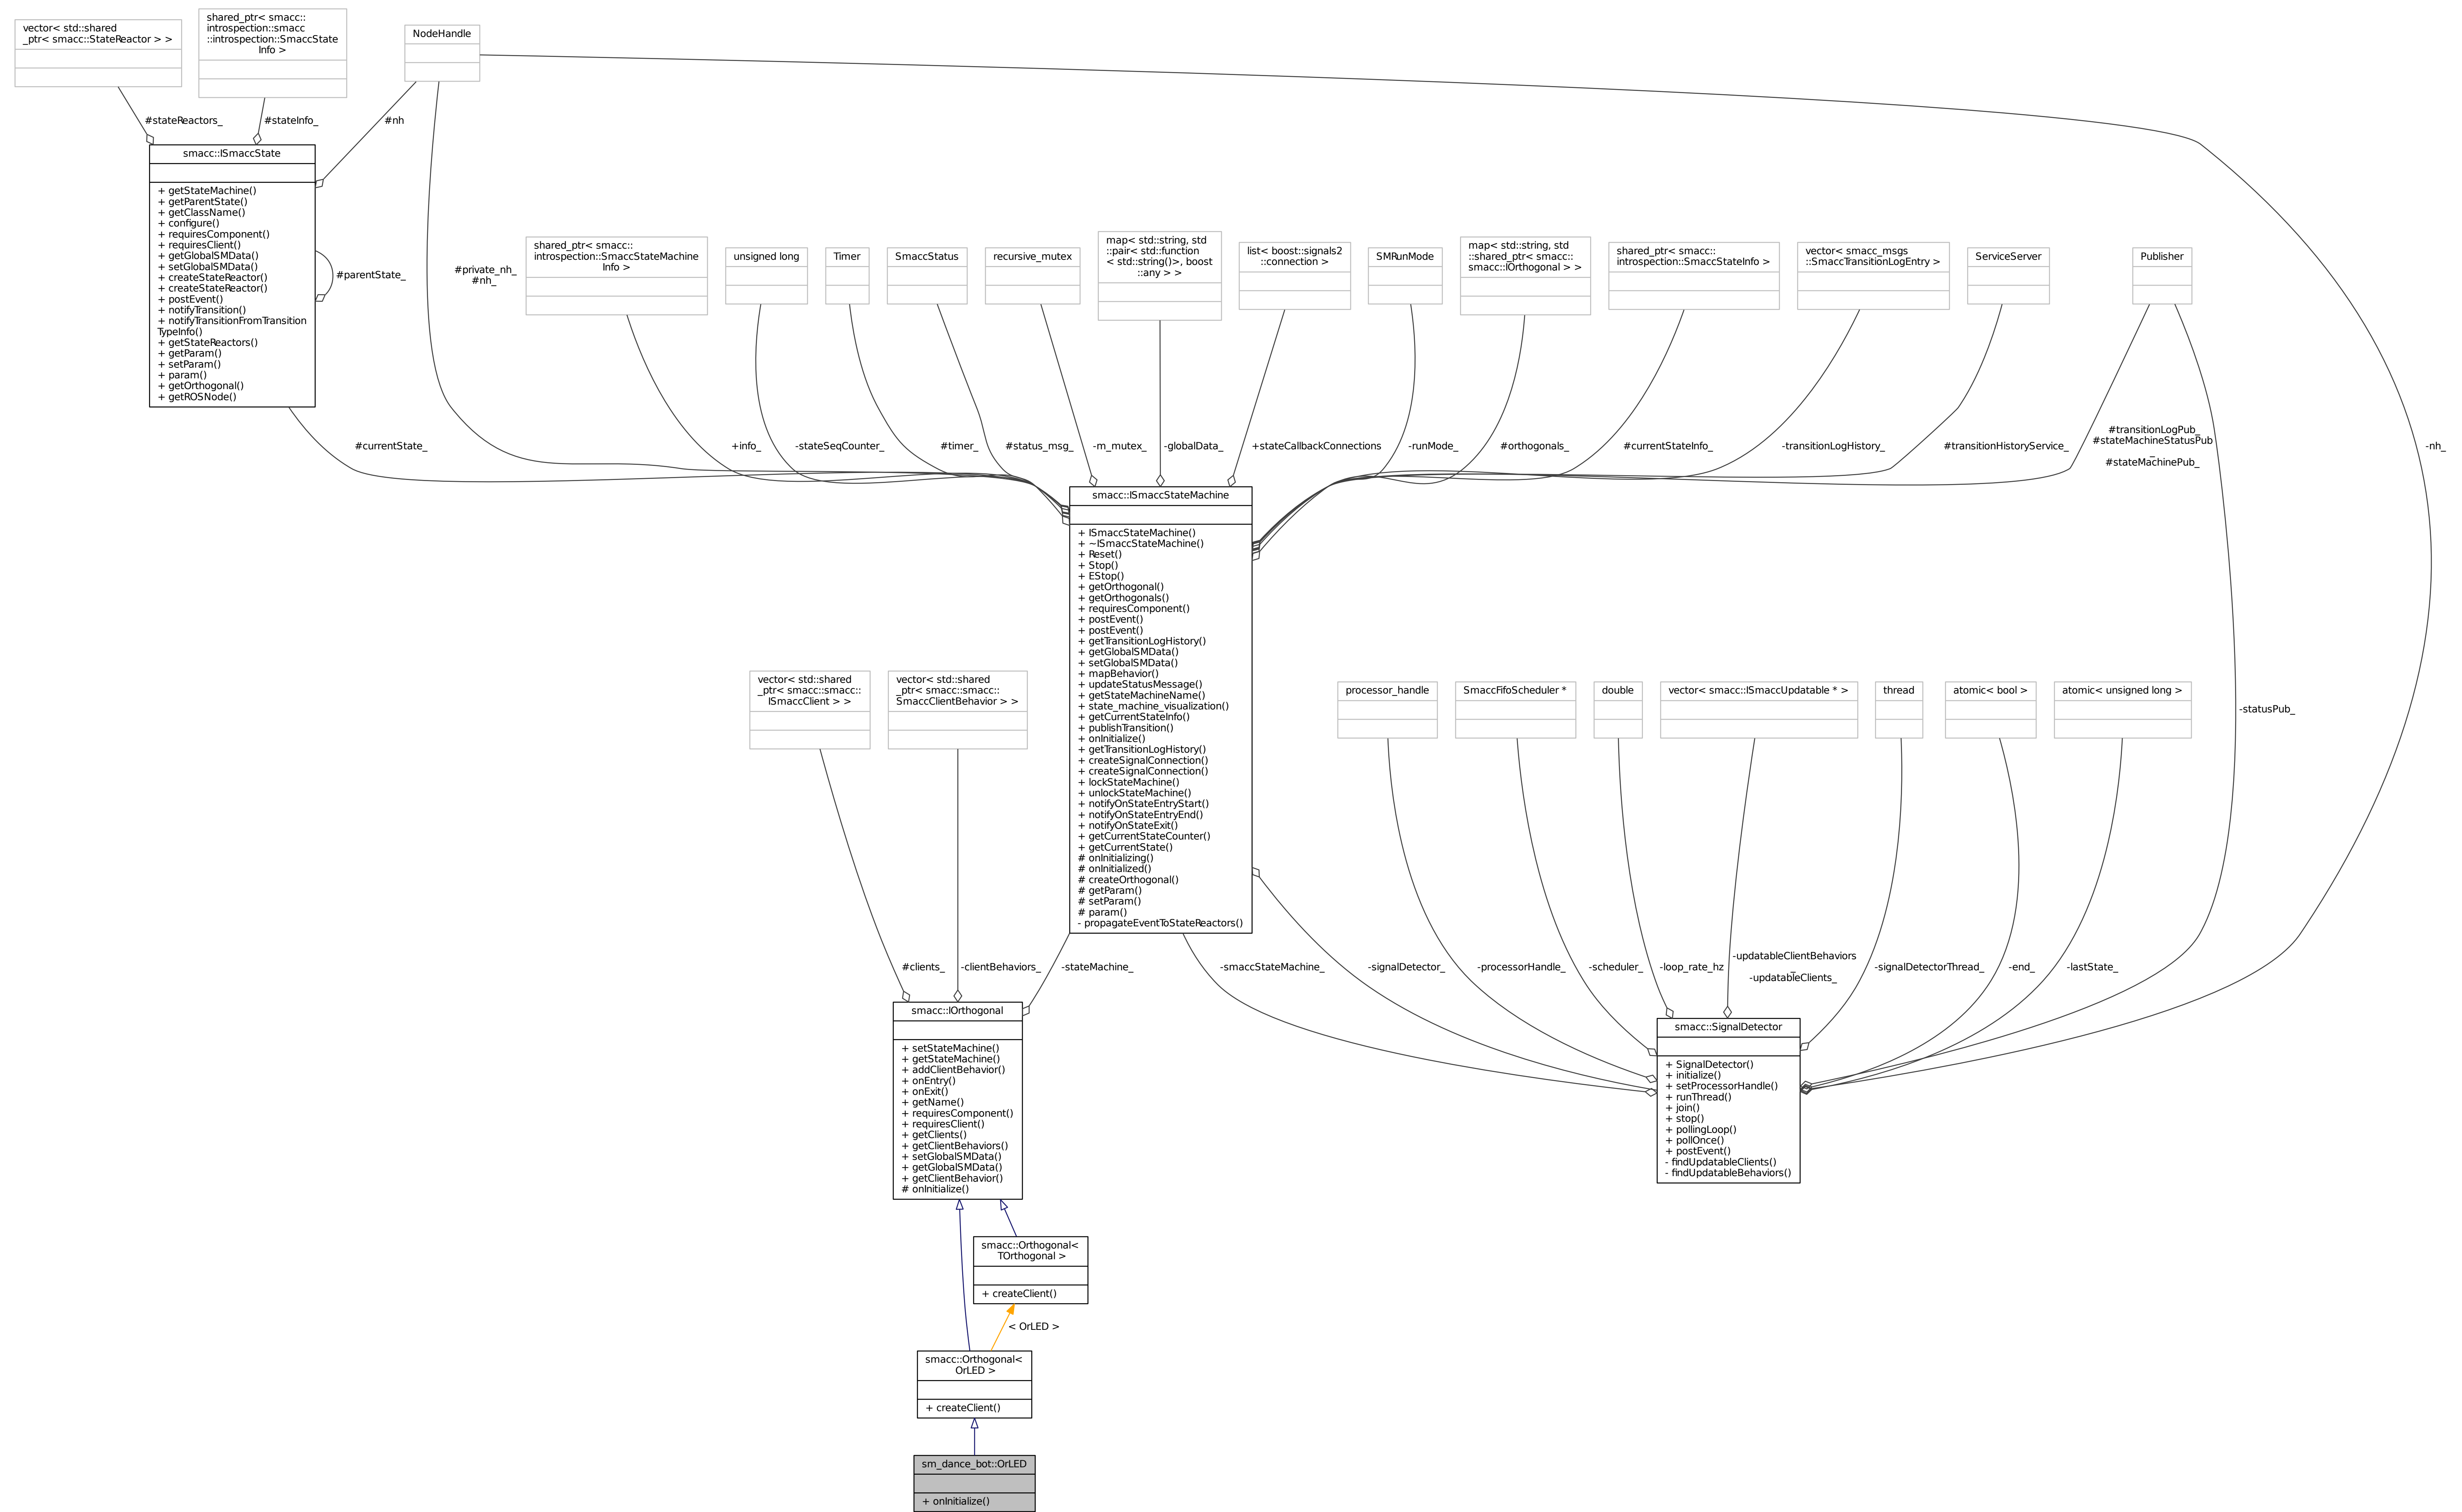 vector< std::shared
_ptr< smacc::StateReactor > >
shared_ptr< smacc::
introspection::smacc
::introspection::SmaccState
Info >
NodeHandle
#stateReactors_
#stateInfo_
#nh
smacc::ISmaccState
+ getStateMachine()
+ getParentState()
+ getClassName()
+ configure()
+ requiresComponent()
+ requiresClient()
+ getGlobalSMData()
+ setGlobalSMData()
+ createStateReactor()
+ createStateReactor()
+ postEvent()
+ notifyTransition()
+ notifyTransitionFromTransition
TypeInfo()
+ getStateReactors()
+ getParam()
+ setParam()
+ param()
+ getOrthogonal()
+ getROSNode()
#parentState_
#private_nh_
#nh_
shared_ptr< smacc::
introspection::SmaccStateMachine
Info >
unsigned long
Timer
SmaccStatus
recursive_mutex
map< std::string, std
::pair< std::function
< std::string()>, boost
::any > >
list< boost::signals2
::connection >
SMRunMode
map< std::string, std
::shared_ptr< smacc::
smacc::IOrthogonal > >
shared_ptr< smacc::
introspection::SmaccStateInfo >
vector< smacc_msgs
::SmaccTransitionLogEntry >
ServiceServer
Publisher
#currentState_
+info_
-stateSeqCounter_
#timer_
#status_msg_
-m_mutex_
-globalData_
+stateCallbackConnections
-runMode_
#orthogonals_
#currentStateInfo_
-transitionLogHistory_
#transitionHistoryService_
#transitionLogPub_
#stateMachineStatusPub
_
#stateMachinePub_
-nh_
smacc::ISmaccStateMachine
+ ISmaccStateMachine()
+ ~ISmaccStateMachine()
+ Reset()
+ Stop()
+ EStop()
+ getOrthogonal()
+ getOrthogonals()
+ requiresComponent()
+ postEvent()
+ postEvent()
+ getTransitionLogHistory()
+ getGlobalSMData()
+ setGlobalSMData()
+ mapBehavior()
+ updateStatusMessage()
+ getStateMachineName()
+ state_machine_visualization()
+ getCurrentStateInfo()
+ publishTransition()
+ onInitialize()
+ getTransitionLogHistory()
+ createSignalConnection()
+ createSignalConnection()
+ lockStateMachine()
+ unlockStateMachine()
+ notifyOnStateEntryStart()
+ notifyOnStateEntryEnd()
+ notifyOnStateExit()
+ getCurrentStateCounter()
+ getCurrentState()
# onInitializing()
# onInitialized()
# createOrthogonal()
# getParam()
# setParam()
# param()
- propagateEventToStateReactors()
vector< std::shared
_ptr< smacc::smacc::
ISmaccClient > >
vector< std::shared
_ptr< smacc::smacc::
SmaccClientBehavior > >
processor_handle
SmaccFifoScheduler *
double
vector< smacc::ISmaccUpdatable * >
thread
atomic< bool >
atomic< unsigned long >
-statusPub_
#clients_
-clientBehaviors_
-stateMachine_
-smaccStateMachine_
-signalDetector_
-processorHandle_
-scheduler_
-loop_rate_hz
-updatableClientBehaviors
_
-updatableClients_
-signalDetectorThread_
-end_
-lastState_
smacc::IOrthogonal
+ setStateMachine()
+ getStateMachine()
+ addClientBehavior()
+ onEntry()
+ onExit()
+ getName()
+ requiresComponent()
+ requiresClient()
+ getClients()
+ getClientBehaviors()
+ setGlobalSMData()
+ getGlobalSMData()
+ getClientBehavior()
# onInitialize()
smacc::SignalDetector
+ SignalDetector()
+ initialize()
+ setProcessorHandle()
+ runThread()
+ join()
+ stop()
+ pollingLoop()
+ pollOnce()
+ postEvent()
- findUpdatableClients()
- findUpdatableBehaviors()
smacc::Orthogonal<
TOrthogonal >
+ createClient()
< OrLED >
smacc::Orthogonal<
OrLED >
+ createClient()
sm_dance_bot::OrLED
+ onInitialize()